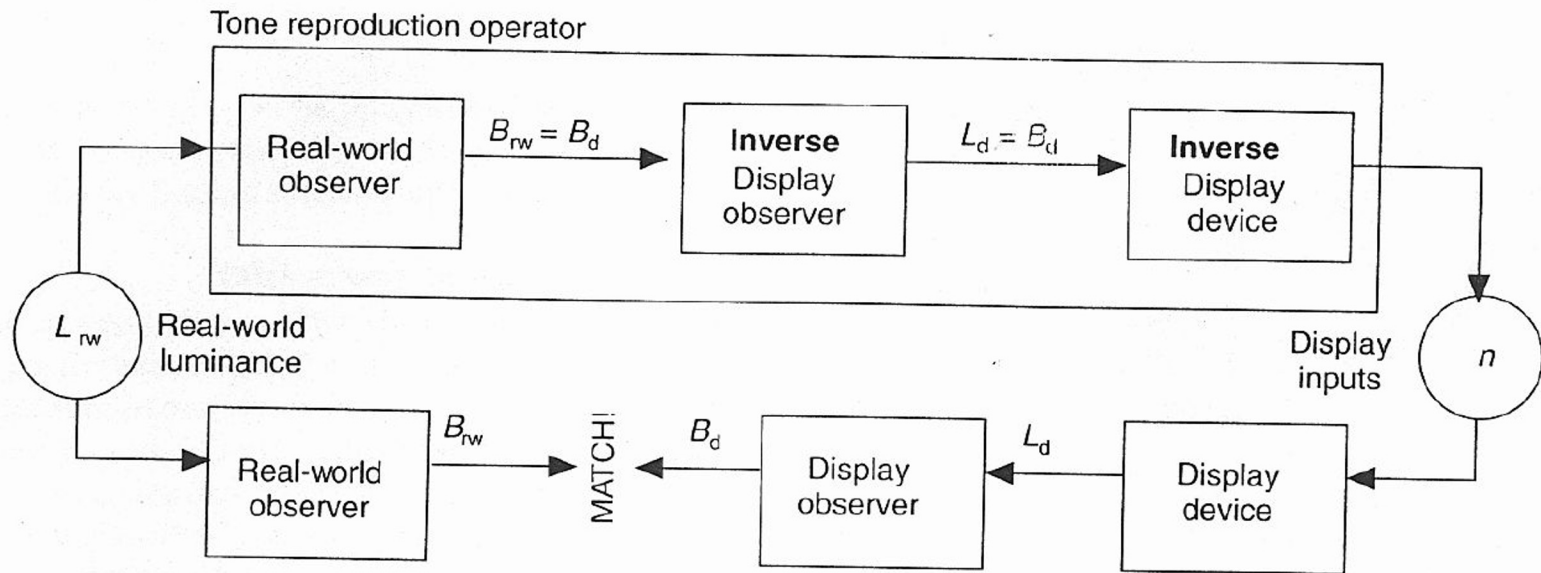 Tone reproduction operator
Real-world
observer
B_rw = B_d
Inverse
Display
observer
L_d = B_d
Inverse
Display
device
L_rw
Real-world
luminance
Display
inputs
n
Real-world
observer
B_rw
MATCH!
B_d
Display
observer
L_d
Display
device